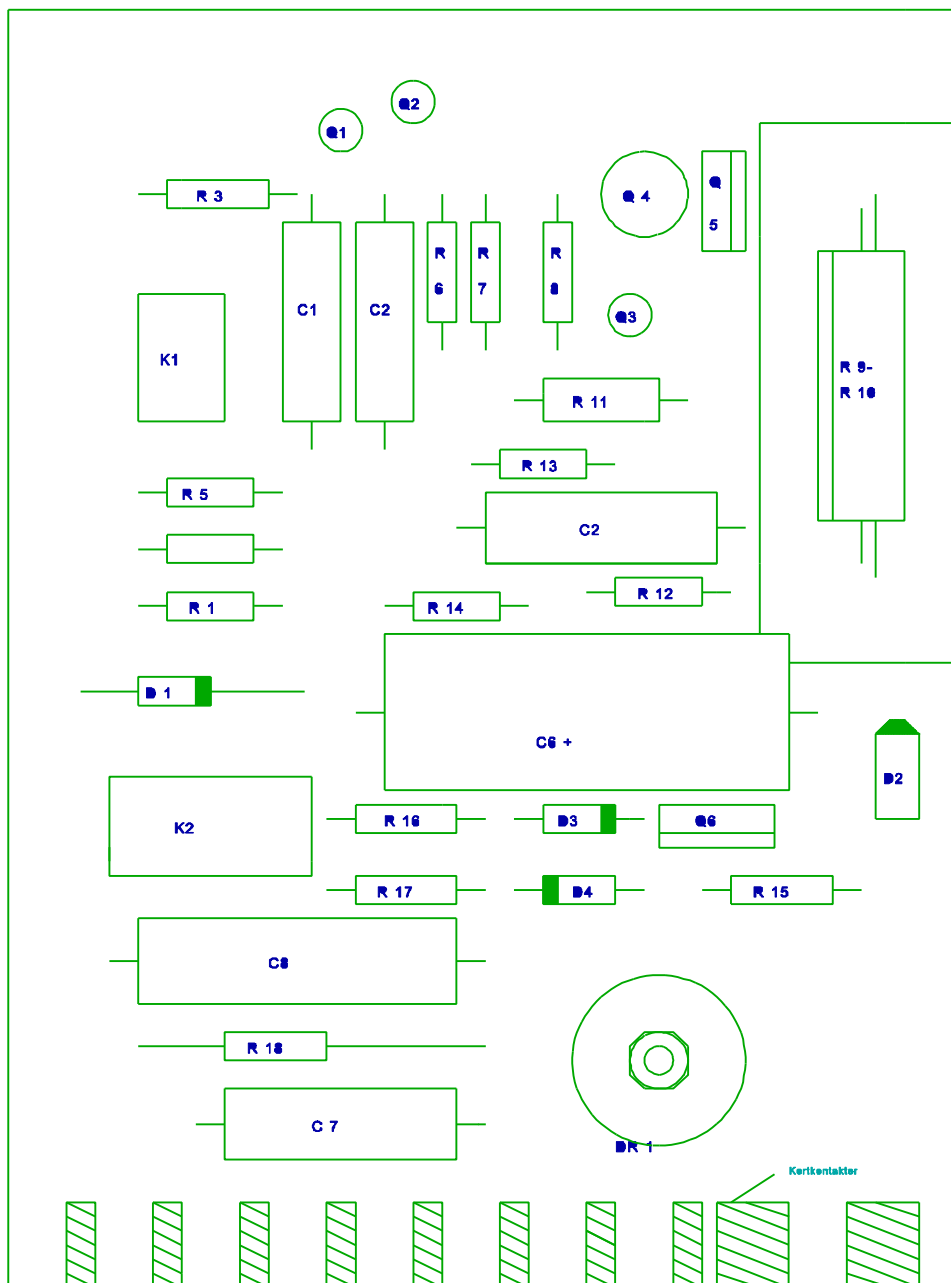 Q2
Q1
R 3
Q 4
Q
5
R
6
R
7
R
8
C1
C2
Q3
K1
R 9-
R 10
R 11
R 13
R 5
C2
R 1
R 14
R 12
D 1
C6 +
D2
K2
R 16
D3
Q6
R 17
D4
R 15
C8
R 18
C 7
DR 1
Kertkentakter